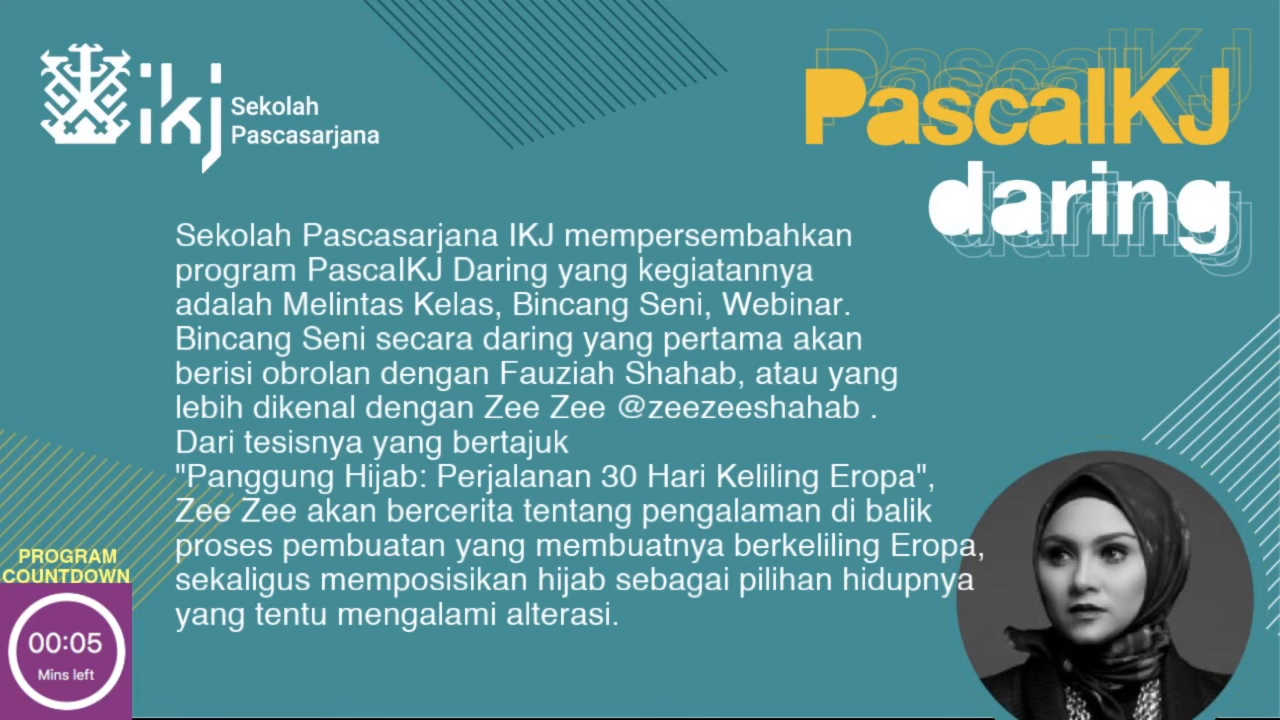 ikj Sekolah
Pascasarjana
PascaIKJ
daring
Sekolah Pascasarjana IKJ mempersembahkan
program PascaIKJ Daring yang kegiatannya
adalah Melintas Kelas, Bincang Seni, Webinar.
Bincang Seni secara daring yang pertama akan
berisi obrolan dengan Fauziah Shahab, atau yang
lebih dikenal dengan Zee Zee @zeezeeshahab .
Dari tesisnya yang bertajuk
"Panggung Hijab: Perjalanan 30 Hari Keliling Eropa",
Zee Zee akan bercerita tentang pengalaman di balik
proses pembuatan yang membuatnya berkeliling Eropa,
sekaligus memposisikan hijab sebagai pilihan hidupnya
yang tentu mengalami alterasi.
PROGRAM
COUNTDOWN
00:05
Mins left